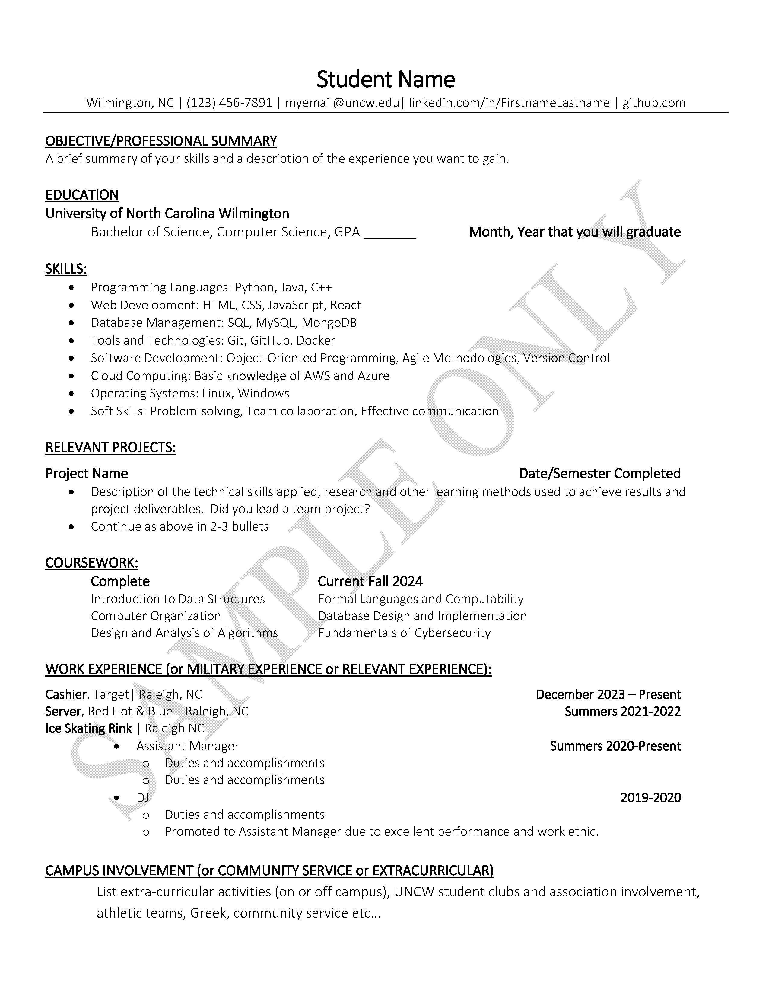 Student Name
Wilmington, NC | (123) 456-7891 | myemail@uncw.edu| linkedin.com/in/FirstnameLastname | github.com
OBJECTIVE/PROFESSIONAL SUMMARY
A brief summary of your skills and a description of the experience you want to gain.
EDUCATION
University of North Carolina Wilmington
Bachelor of Science, Computer Science, GPA _______ Month, Year that you will graduate
SKILLS:
• Programming Languages: Python, Java, C++
• Web Development: HTML, CSS, JavaScript, React
• Database Management: SQL, MySQL, MongoDB
• Tools and Technologies: Git, GitHub, Docker
• Software Development: Object-Oriented Programming, Agile Methodologies, Version Control
• Cloud Computing: Basic knowledge of AWS and Azure
• Operating Systems: Linux, Windows
• Soft Skills: Problem-solving, Team collaboration, Effective communication
RELEVANT PROJECTS:
Project Name Date/Semester Completed
• Description of the technical skills applied, research and other learning methods used to achieve results and
project deliverables.  Did you lead a team project?
• Continue as above in 2-3 bullets
COURSEWORK:
Complete Current Fall 2024
Introduction to Data Structures Formal Languages and Computability
Computer Organization Database Design and Implementation
Design and Analysis of Algorithms Fundamentals of Cybersecurity
WORK EXPERIENCE (or MILITARY EXPERIENCE or RELEVANT EXPERIENCE):
Cashier, Target| Raleigh, NC December 2023 – Present
Server, Red Hot & Blue | Raleigh, NC Summers 2021-2022
Ice Skating Rink | Raleigh NC
• Assistant Manager Summers 2020-Present
o Duties and accomplishments
o Duties and accomplishments
• DJ 2019-2020
o Duties and accomplishments
o Promoted to Assistant Manager due to excellent performance and work ethic.
CAMPUS INVOLVEMENT (or COMMUNITY SERVICE or EXTRACURRICULAR)
List extra-curricular activities (on or off campus), UNCW student clubs and association involvement,
athletic teams, Greek, community service etc…
SAMPLE ONLY